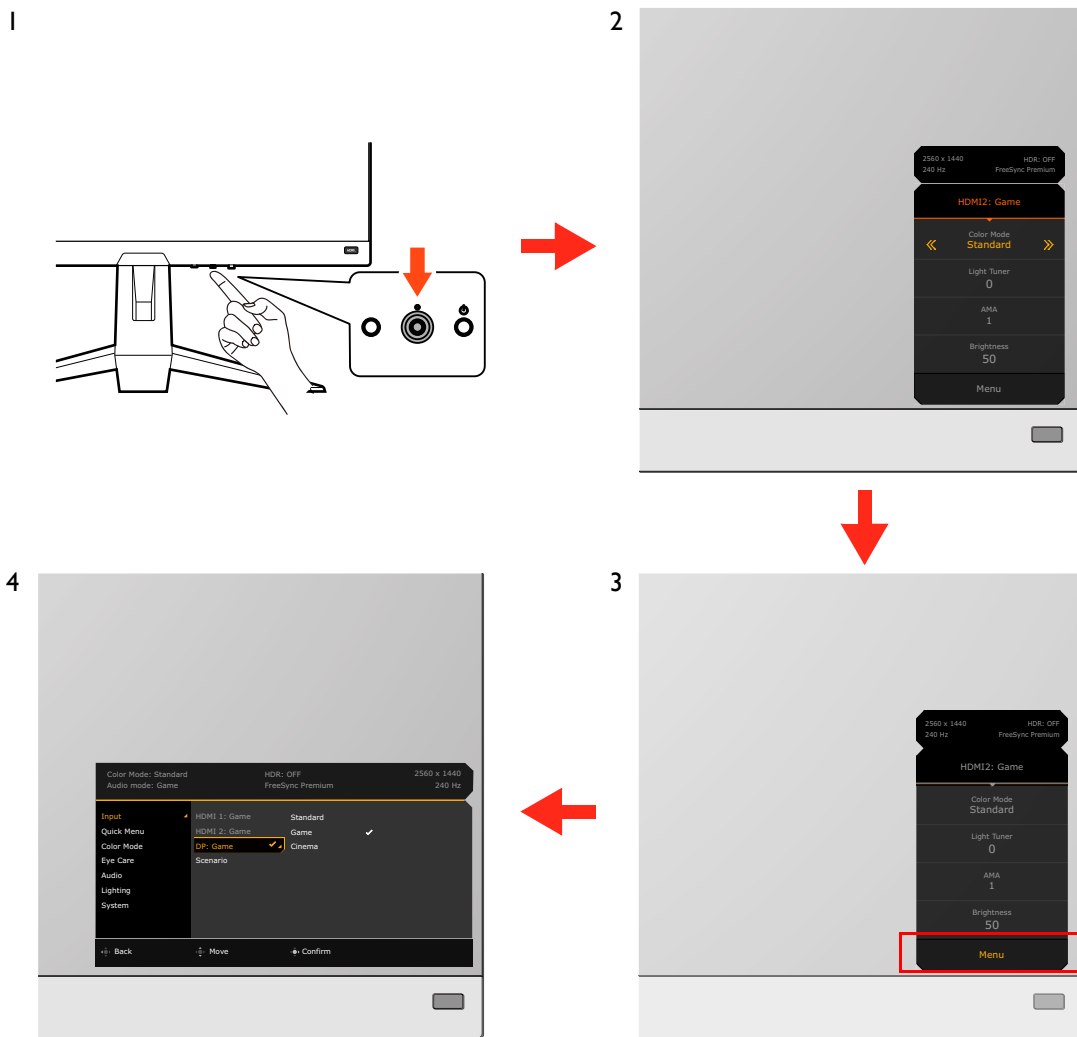 1
2
2560 x 1440 HDR: OFF
240 Hz FreeSync Premium
HDMI2: Game
Color Mode
Standard
Light Tuner
0
AMA
1
Brightness
50
Menu
4
Color Mode: Standard HDR: OFF 2560 x 1440
Audio mode: Game FreeSync Premium 240 Hz
Input HDMI 1: Game Standard
Quick Menu HDMI 2: Game Game
Color Mode DP: Game Cinema
Eye Care Scenario
Audio
Lighting
System
Back Move Confirm
3
2560 x 1440 HDR: OFF
240 Hz FreeSync Premium
HDMI2: Game
Color Mode
Standard
Light Tuner
0
AMA
1
Brightness
50
Menu